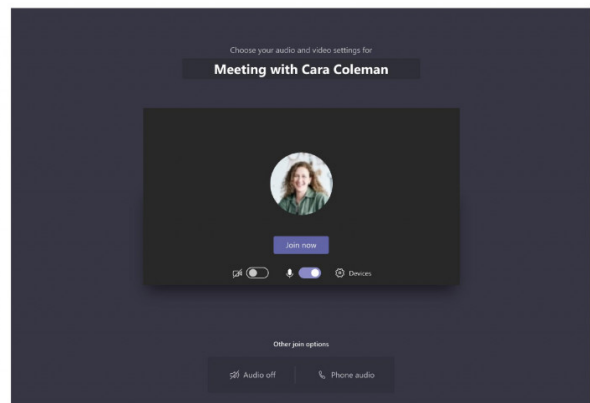 Choose your audio and video settings for
Meeting with Cara Coleman
Join now
Devices
Other join options
Audio off
Phone audio